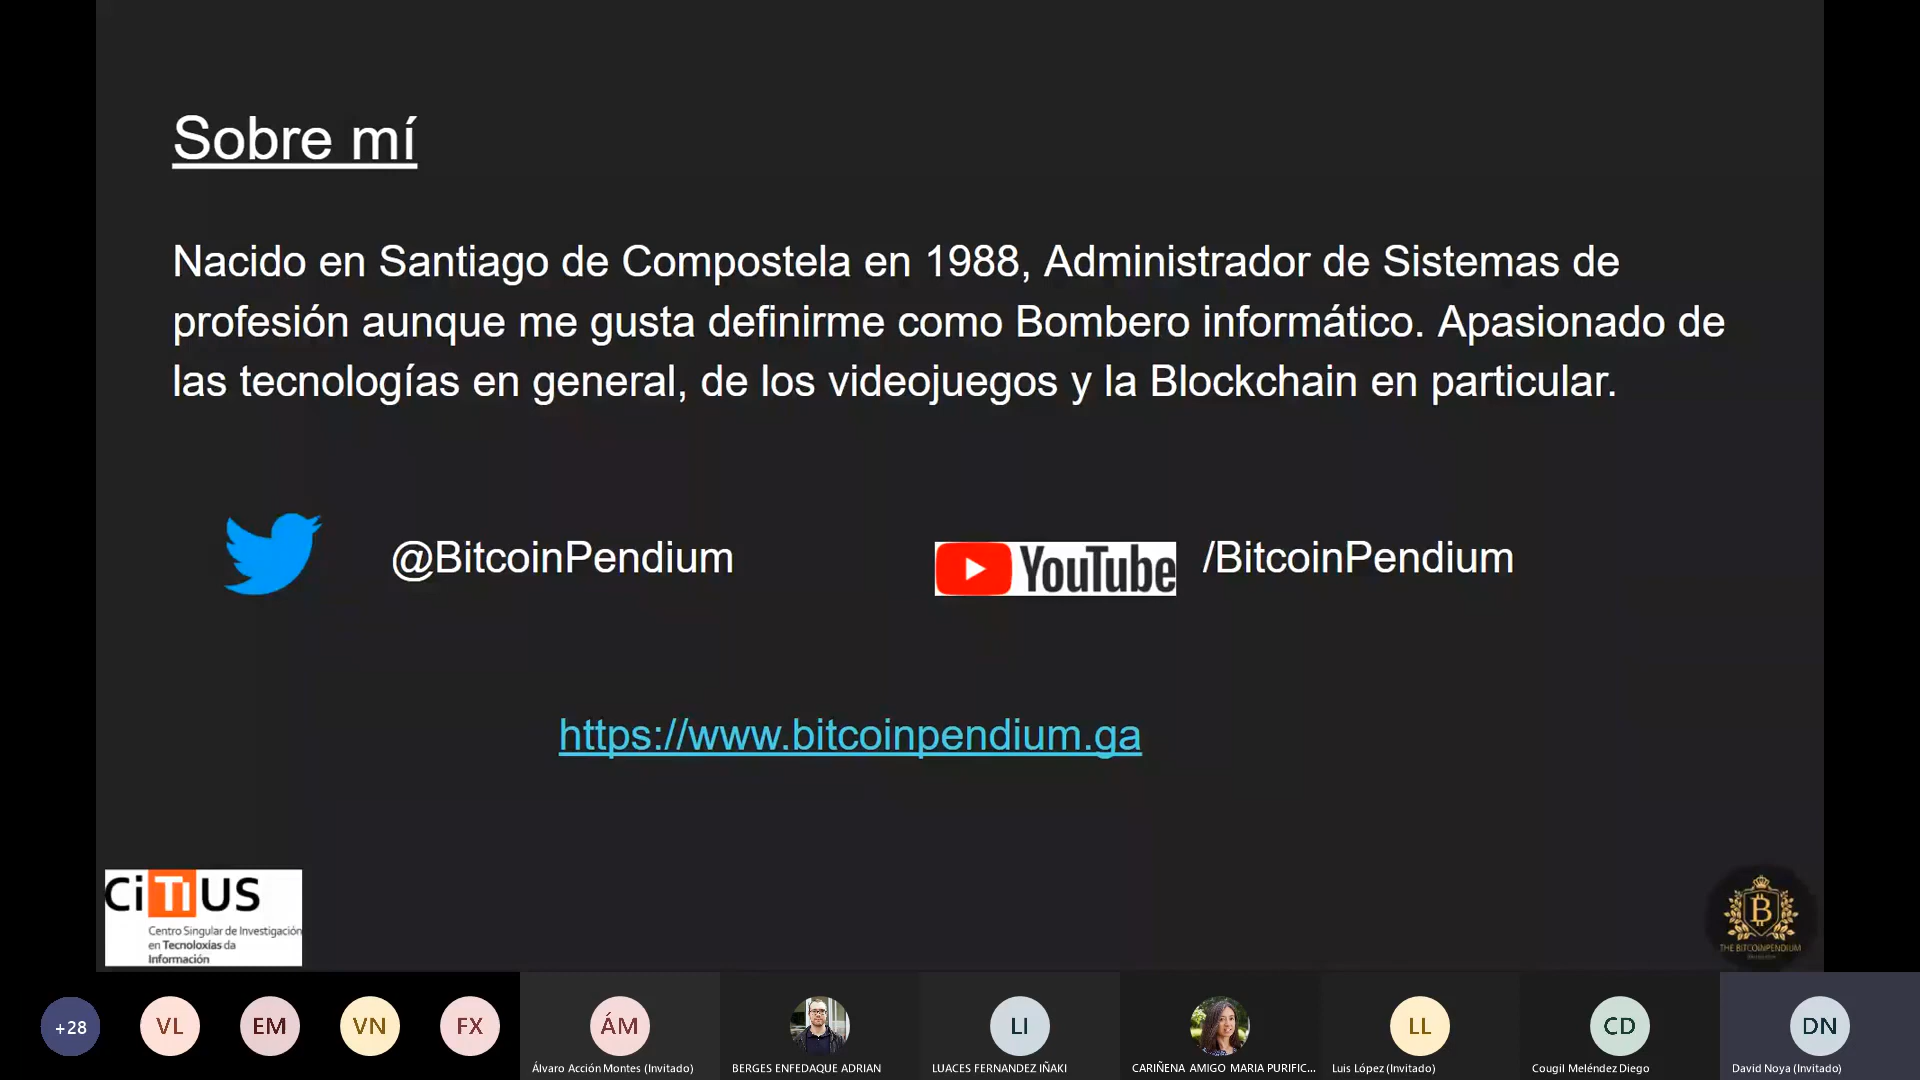 Sobre mí
Nacido en Santiago de Compostela en 1988, Administrador de Sistemas de
profesión aunque me gusta definirme como Bombero informático. Apasionado de
las tecnologías en general, de los videojuegos y la Blockchain en particular.
@BitcoinPendium
YouTube /BitcoinPendium
https://www.bitcoinpendium.ga
CiTIUS
Centro Singular de Investigación
en Tecnoloxías da
Información
B
THE BITCOINPENDIUM
+28
VL
EM
VN
FX
ÁM
LI
LL
CD
DN
Álvaro Acción Montes (Invitado)
BERGES ENFEDAQUE ADRIAN
LUACES FERNANDEZ IÑAKI
CARIÑENA AMIGO MARIA PURIFIC...
Luis López (Invitado)
Cougil Meléndez Diego
David Noya (Invitado)